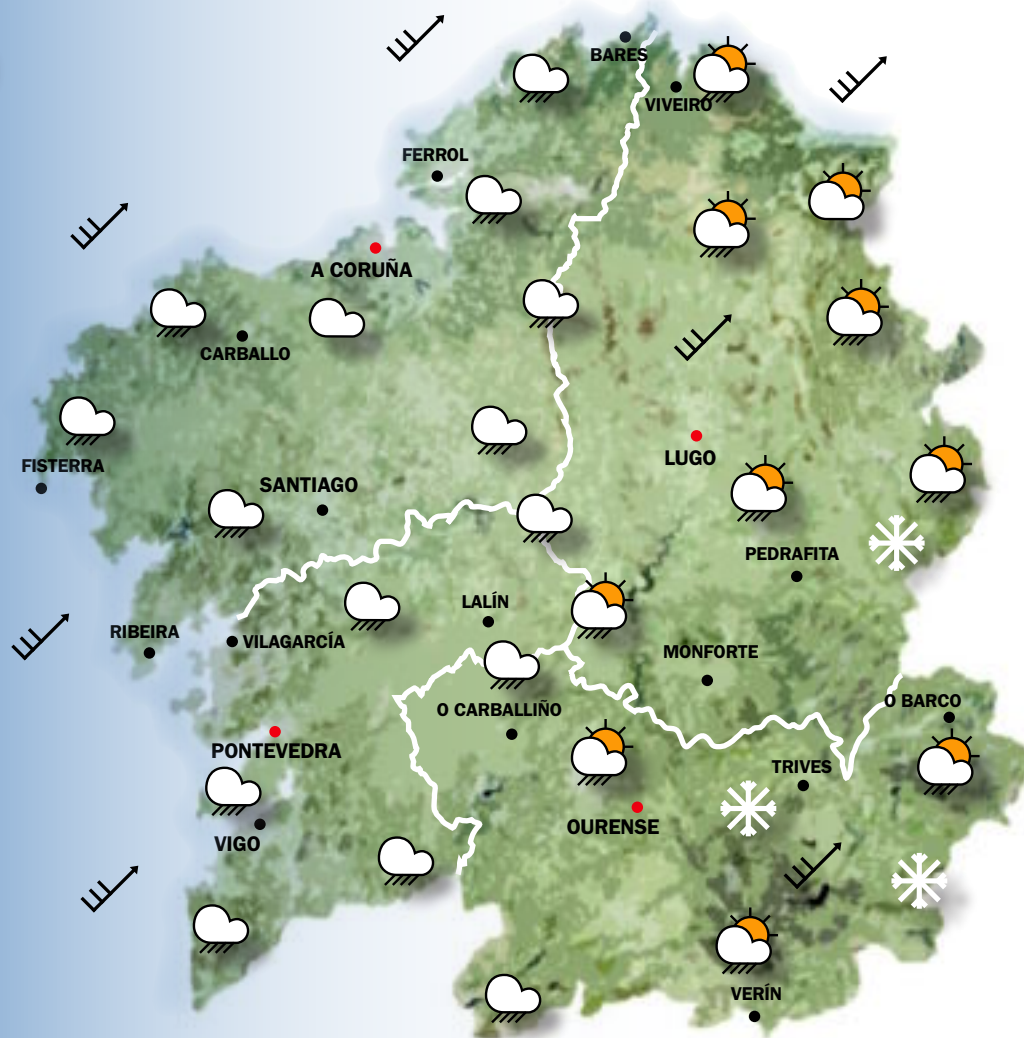 BARES
VIVEIRO
FERROL
A CORUÑA
CARBALLO
LUGO
FISTERRA
SANTIAGO
PEDRAFITA
LALÍN
RIBEIRA
VILAGARCÍA
MONFORTE
O BARCO
O CARBALLIÑO
PONTEVEDRA
TRIVES
OURENSE
VIGO
VERÍN